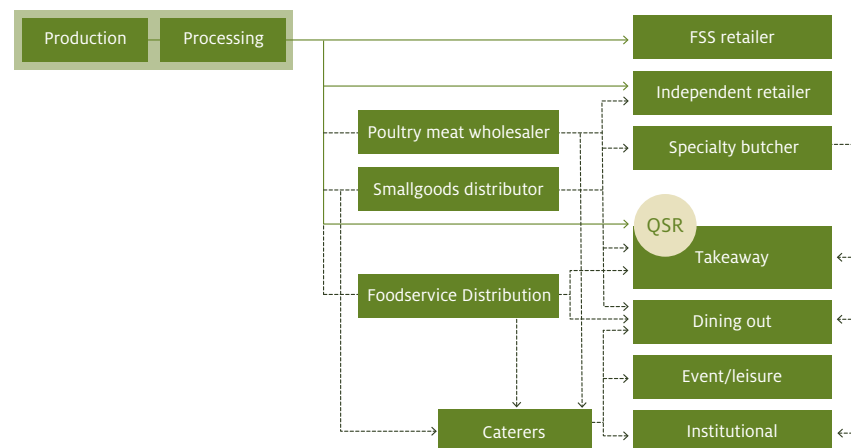 Production
Processing
FSS retailer
Independent retailer
Poultry meat wholesaler
Specialty butcher
Smallgoods distributor
QSR
Takeaway
Foodservice Distribution
Dining out
Event/leisure
Caterers
Institutional